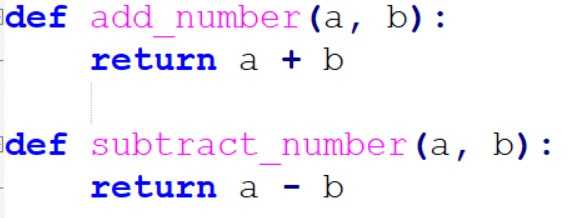 def add_number(a, b):
    return a + b
def subtract_number(a, b):
    return a - b